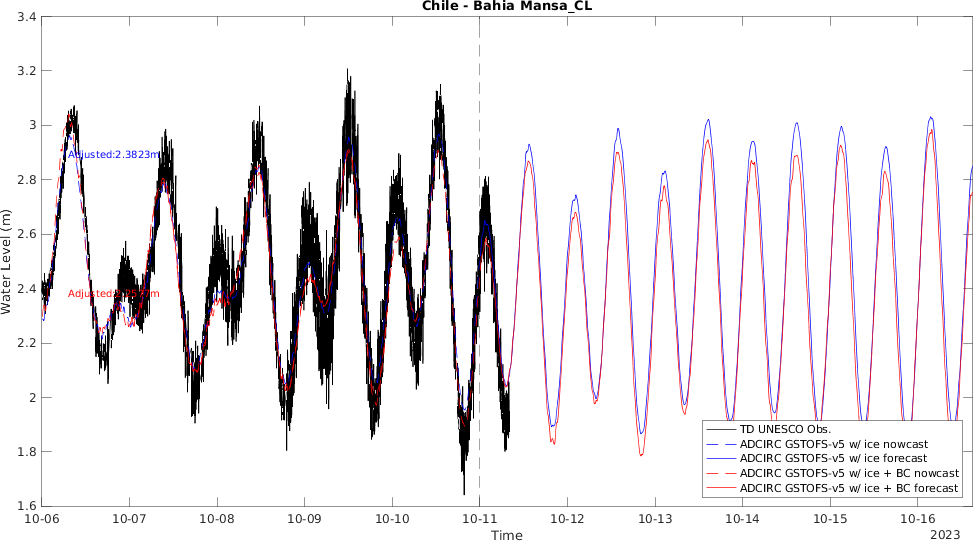 Chile - Bahia Mansa_CL
3.4
3.2
3
2.8
2.6
2.4
2.2
2
1.8
1.6
Water Level (m)
Adjusted:2.3823m
Adjusted:
TD UNESCO Obs.
ADCIRC GSTOFS-v5 w/ ice nowcast
ADCIRC GSTOFS-v5 w/ ice forecast
ADCIRC GSTOFS-v5 w/ ice + BC nowcast
ADCIRC GSTOFS-v5 w/ ice + BC forecast
10-06 10-07 10-08 10-09 10-10 10-11 10-12 10-13 10-14 10-15 10-16
Time
2023